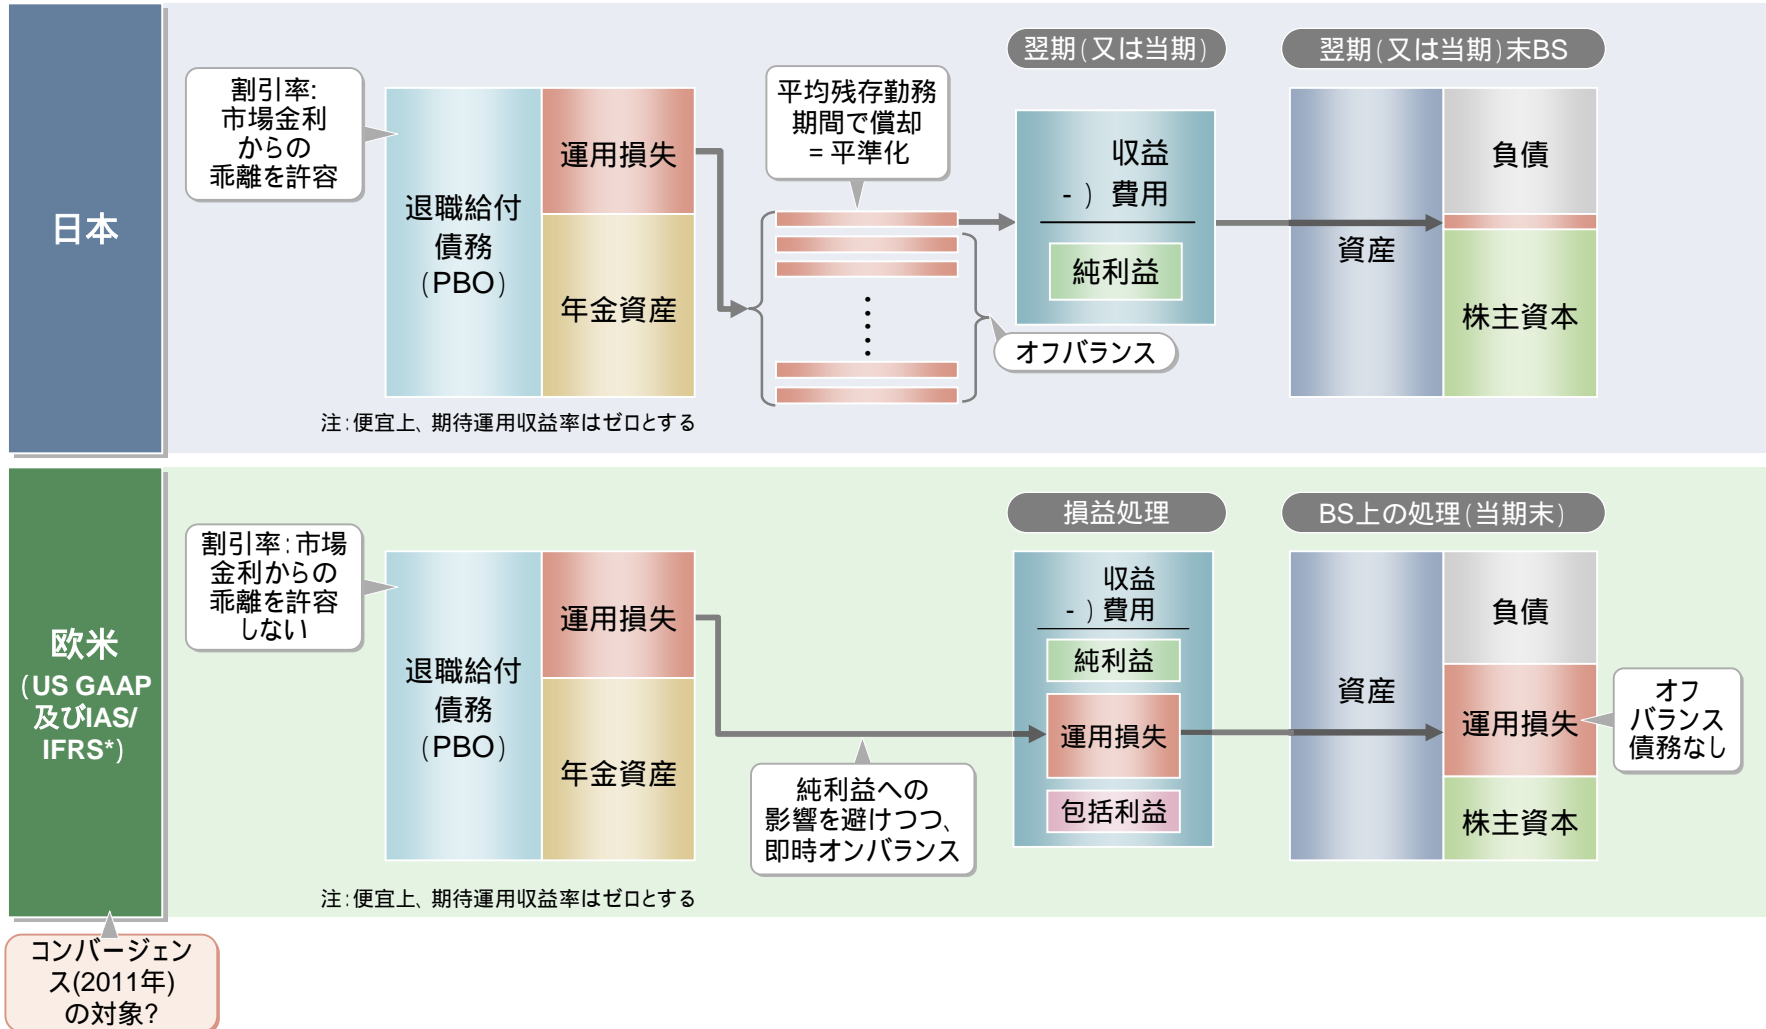 日本
割引率:
市場金利
からの
乖離を許容
退職給付
債務
(PBO)
運用損失
年金資産
注:便宜上、期待運用収益率はゼロとする
平均残存勤務
期間で償却
= 平準化
オフバランス
翌期(又は当期)
収益
- ) 費用
純利益
翌期(又は当期)末BS
資産
負債
株主資本
欧米
(US GAAP
及びIAS/
IFRS*)
割引率:市場
金利からの
乖離を許容
しない
退職給付
債務
(PBO)
運用損失
年金資産
注:便宜上、期待運用収益率はゼロとする
純利益への
影響を避けつつ、
即時オンバランス
損益処理
収益
- ) 費用
純利益
運用損失
包括利益
BS上の処理(当期末)
資産
負債
運用損失
株主資本
オフ
バランス
債務なし
コンバージェン
ス(2011年)
の対象?